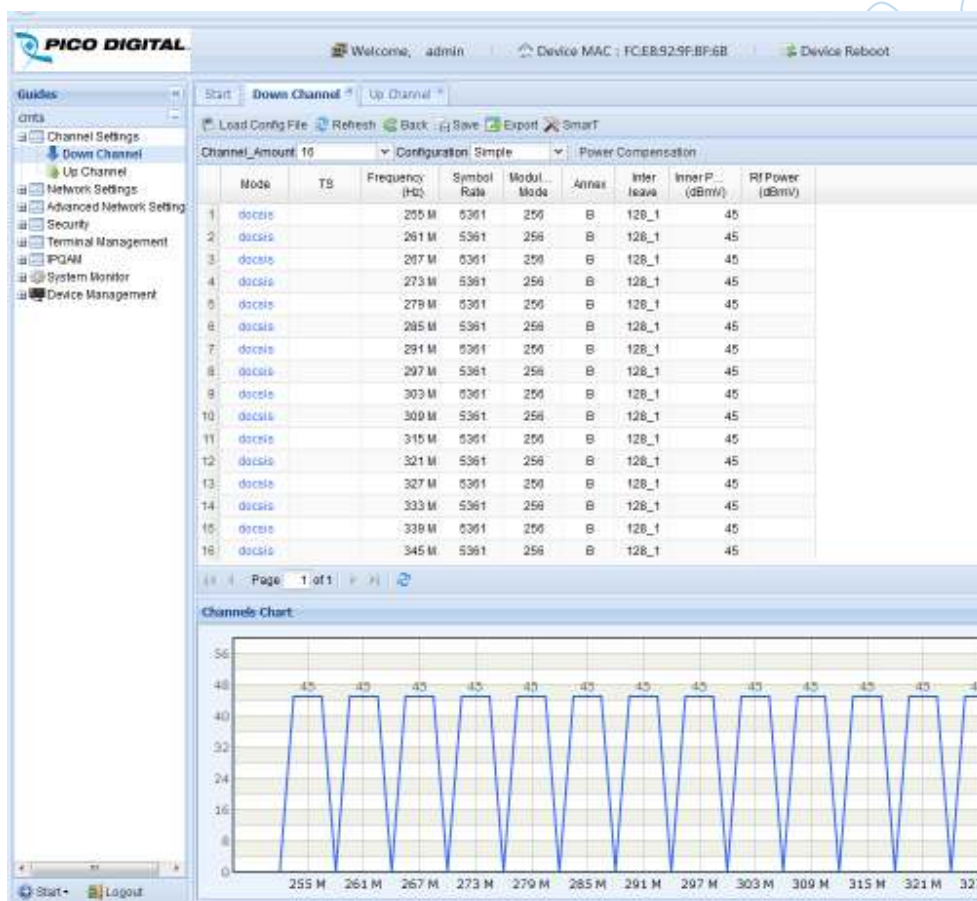 PICO DIGITAL
Welcome, admin
Device MAC : FC:E8:92:9F:BF:6B
Device Reboot
Guides
cmts
Channel Settings
Down Channel
Up Channel
Network Settings
Advanced Network Setting
Security
Terminal Management
IPQAM
System Monitor
Device Management
Start Down Channel Up Channel
Load Config File Refresh Back Save Export SmarT
Channel_Amount 16 Configuration Simple Power Compensation
Mode TS Frequency (Hz) Symbol Rate Modul... Mode Annex Inter leave Inner P... (dBmV) Rf Power (dBmV)
1 docsis 255 M 5361 256 B 128_1 45
2 docsis 261 M 5361 256 B 128_1 45
3 docsis 267 M 5361 256 B 128_1 45
4 docsis 273 M 5361 256 B 128_1 45
5 docsis 279 M 5361 256 B 128_1 45
6 docsis 285 M 5361 256 B 128_1 45
7 docsis 291 M 5361 256 B 128_1 45
8 docsis 297 M 5361 256 B 128_1 45
9 docsis 303 M 5361 256 B 128_1 45
10 docsis 309 M 5361 256 B 128_1 45
11 docsis 315 M 5361 256 B 128_1 45
12 docsis 321 M 5361 256 B 128_1 45
13 docsis 327 M 5361 256 B 128_1 45
14 docsis 333 M 5361 256 B 128_1 45
15 docsis 339 M 5361 256 B 128_1 45
16 docsis 345 M 5361 256 B 128_1 45
Page 1 of 1
Channels Chart
56
48
45 45 45 45 45 45 45 45 45 45 45 45 4
40
32
24
16
8
0
255 M 261 M 267 M 273 M 279 M 285 M 291 M 297 M 303 M 309 M 315 M 321 M 32
Start Logout